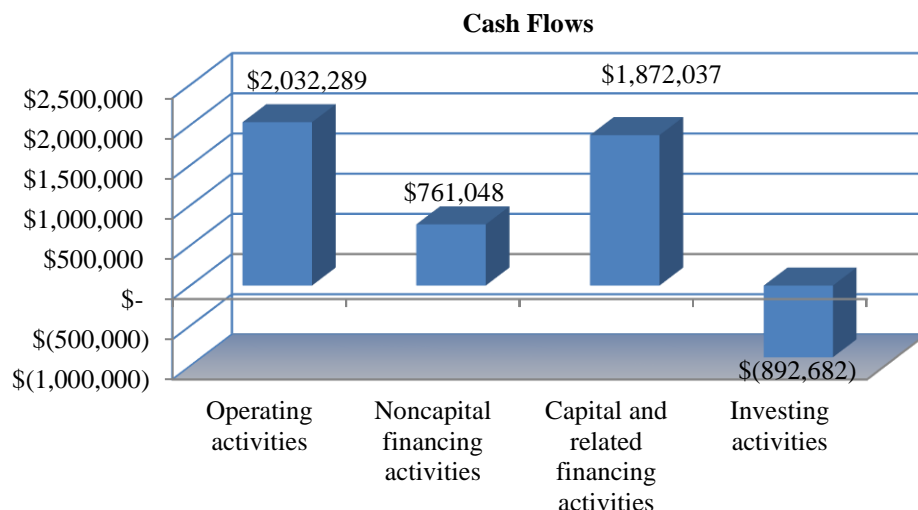 Cash Flows
$2,032,289
$1,872,037
$761,048
$(892,682)
$2,500,000
$2,000,000
$1,500,000
$1,000,000
$500,000
$-
$(500,000)
$(1,000,000)
Operating
activities
Noncapital
financing
activities
Capital and
related
financing
activities
Investing
activities